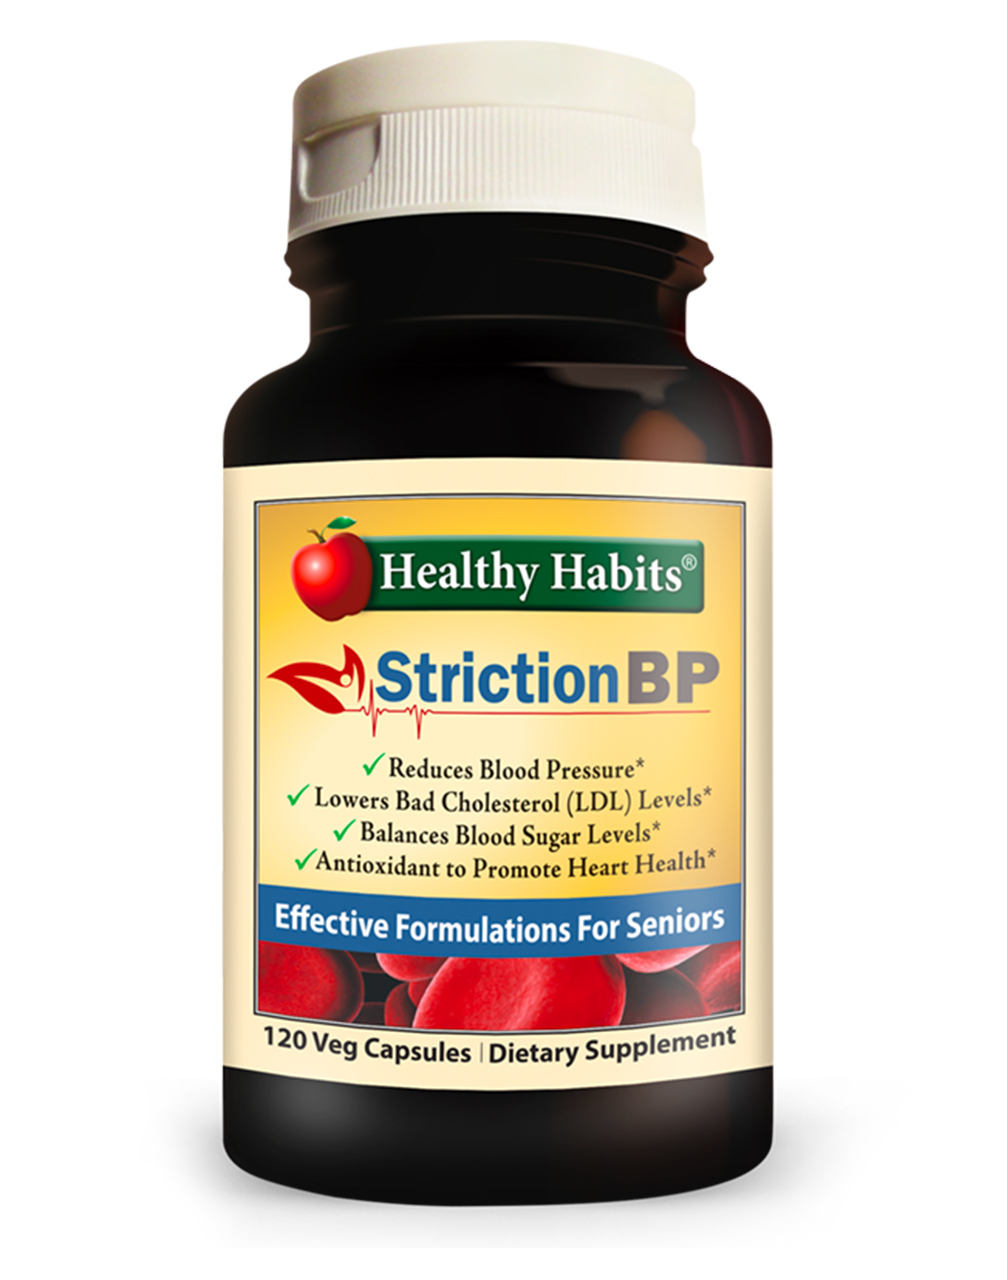 Healthy Habits®
StrictionBP
✓Reduces Blood Pressure*
✓Lowers Bad Cholesterol (LDL) Levels*
✓Balances Blood Sugar Levels*
✓Antioxidant to Promote Heart Health*
Effective Formulations For Seniors
120 Veg Capsules | Dietary Supplement